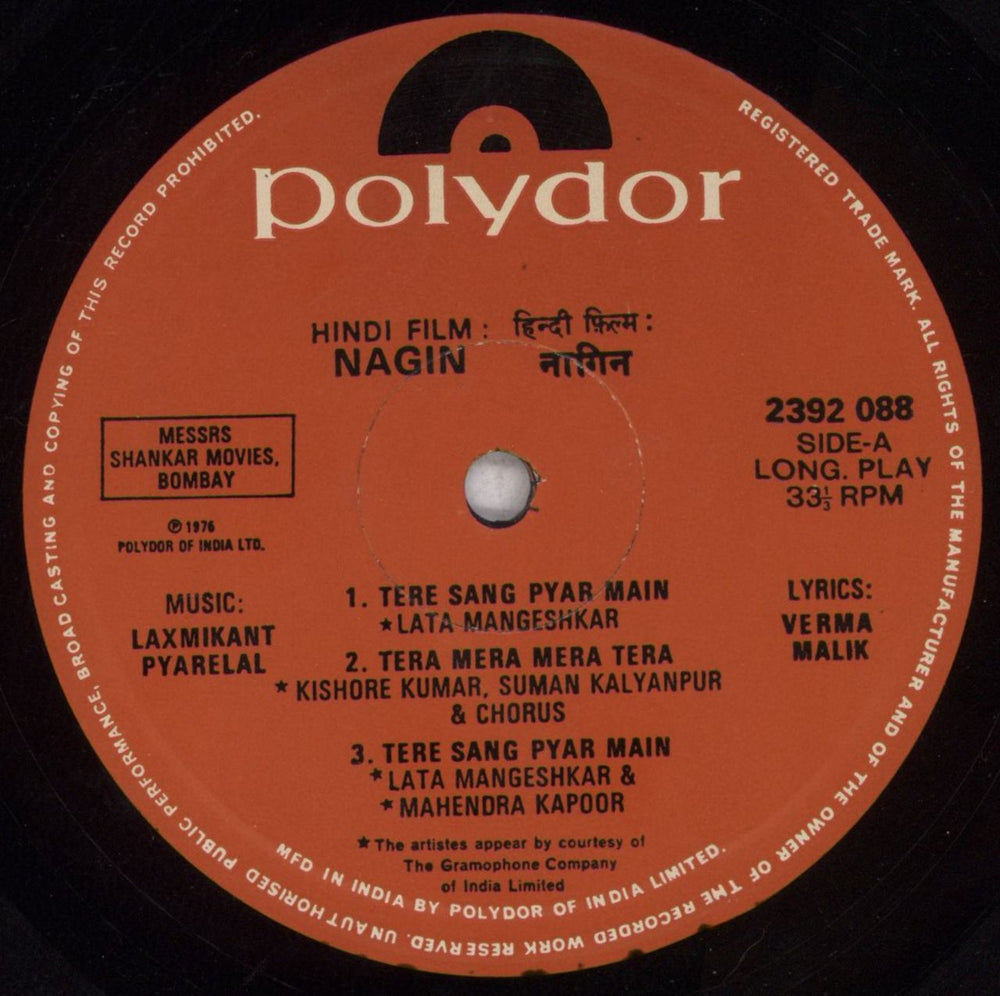 polydor
HINDI FILM : हिन्दी फ़िल्म :
NAGIN नागिन
MESSRS
SHANKAR MOVIES,
BOMBAY
℗ 1976
POLYDOR OF INDIA LTD.
2392 088
SIDE-A
LONG. PLAY
33⅓ RPM
MUSIC:
LAXMIKANT
PYARELAL
1. TERE SANG PYAR MAIN
★LATA MANGESHKAR
2. TERA MERA MERA TERA
★KISHORE KUMAR, SUMAN KALYANPUR
& CHORUS
3. TERE SANG PYAR MAIN
★LATA MANGESHKAR &
★MAHENDRA KAPOOR
LYRICS:
VERMA
MALIK
★The artistes appear by courtesy of
The Gramophone Company
of India Limited
MFD IN INDIA BY POLYDOR OF INDIA LIMITED.
REGISTERED TRADE MARK. ALL RIGHTS OF THE MANUFACTURER AND OF THE OWNER OF THE RECORDED WORK RESERVED. UNAUTHORISED PUBLIC PERFORMANCE, BROADCASTING AND COPYING OF THIS RECORD PROHIBITED.